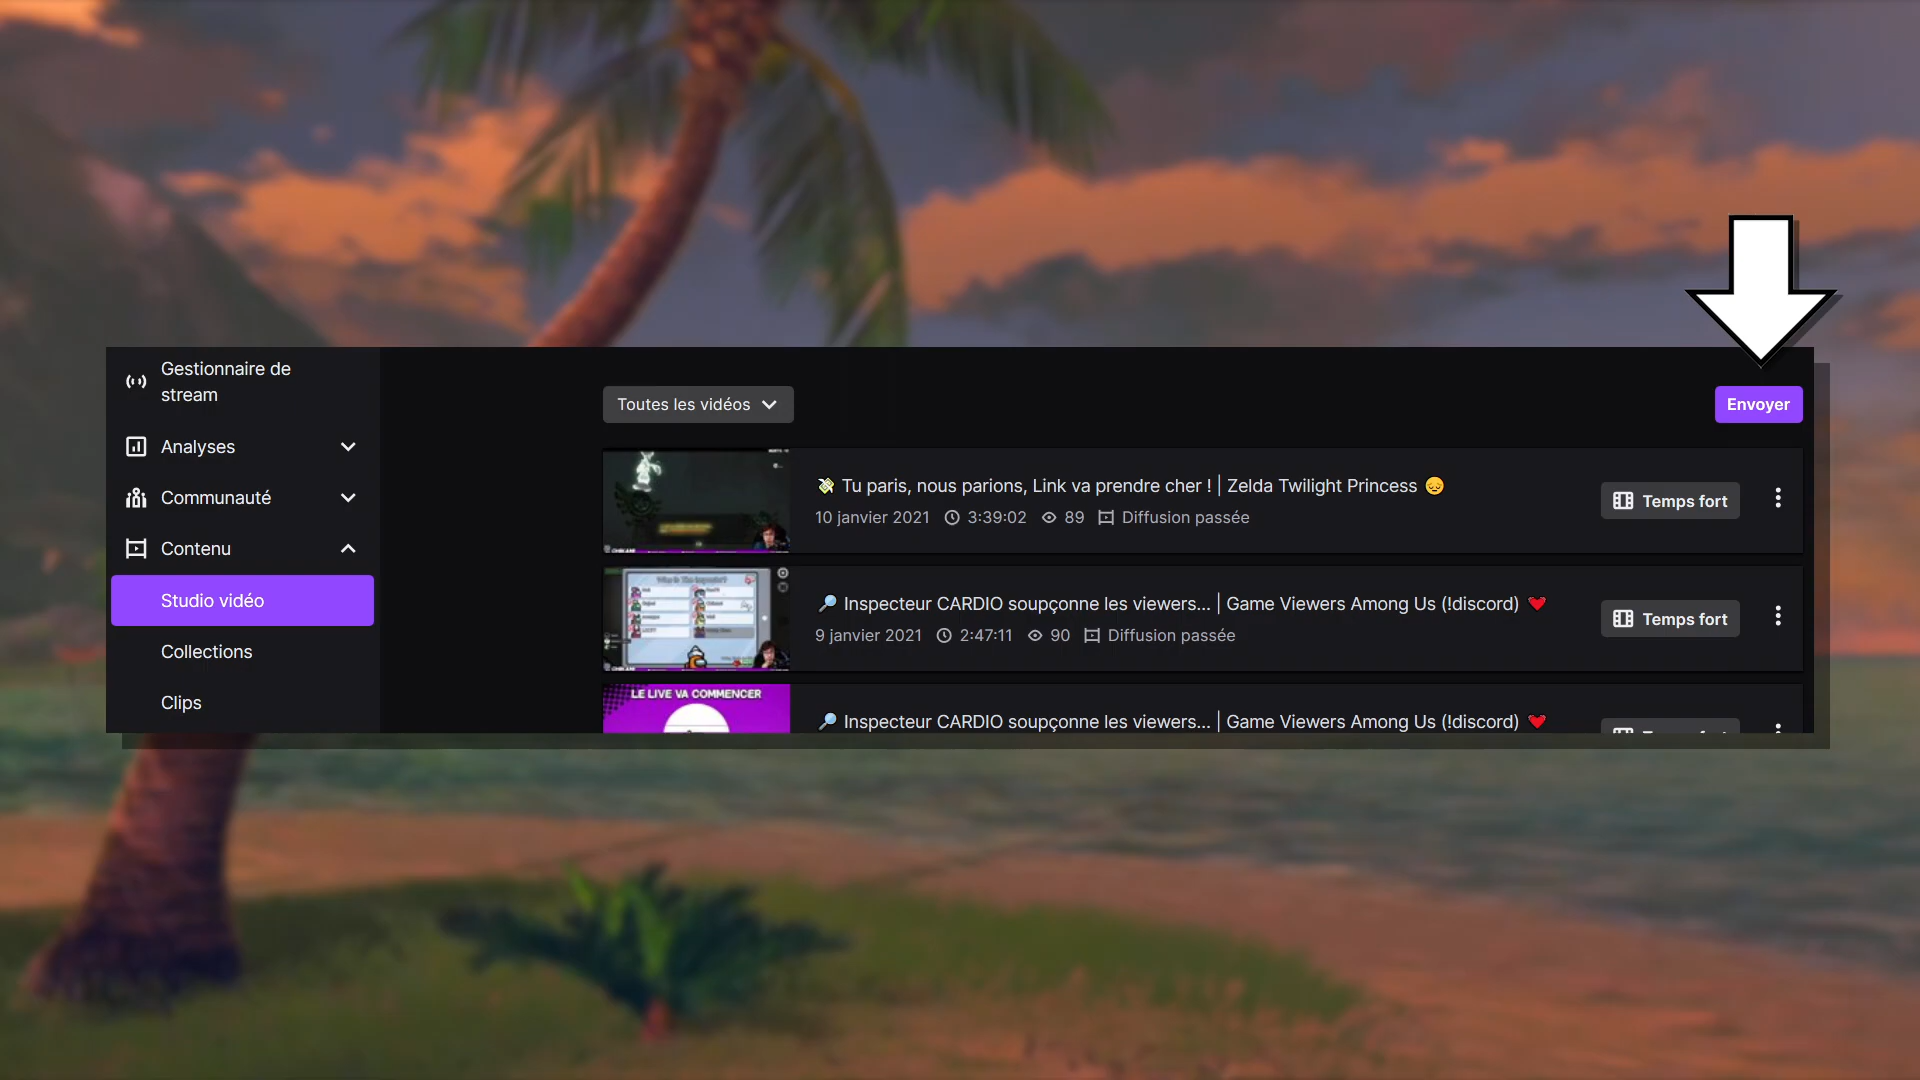 Gestionnaire de
stream
Analyses
Communauté
Contenu
Studio vidéo
Collections
Clips
Toutes les vidéos
Envoyer
💸 Tu paris, nous parions, Link va prendre cher ! | Zelda Twilight Princess 😔
10 janvier 2021 3:39:02 89 Diffusion passée
Temps fort
🔎 Inspecteur CARDIO soupçonne les viewers... | Game Viewers Among Us (!discord) ❤️
9 janvier 2021 2:47:11 90 Diffusion passée
Temps fort
LE LIVE VA COMMENCER
🔎 Inspecteur CARDIO soupçonne les viewers... | Game Viewers Among Us (!discord) ❤️